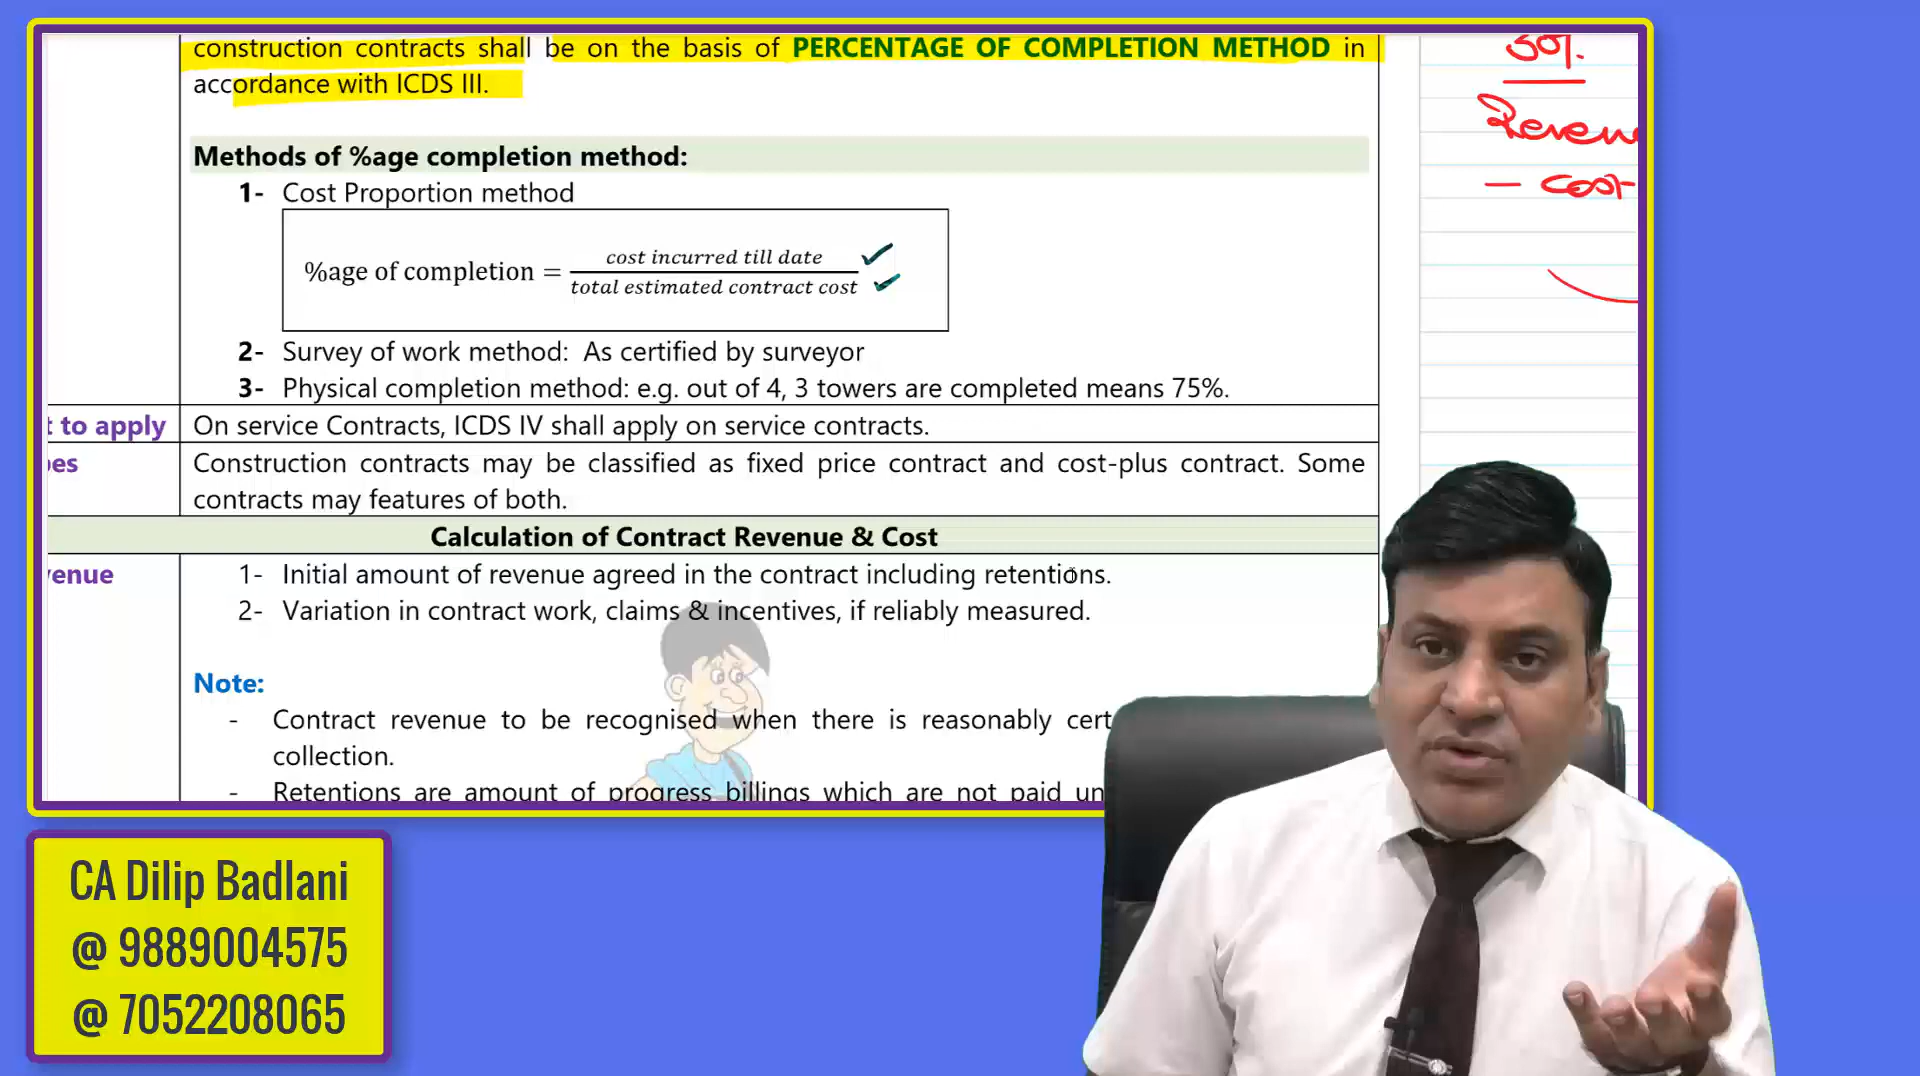 construction contracts shall be on the basis of PERCENTAGE OF COMPLETION METHOD in
accordance with ICDS III.
Methods of %age completion method:
1- Cost Proportion method
%age of completion = cost incurred till date
total estimated contract cost
2- Survey of work method: As certified by surveyor
3- Physical completion method: e.g. out of 4, 3 towers are completed means 75%.
t to apply
On service Contracts, ICDS IV shall apply on service contracts.
pes
Construction contracts may be classified as fixed price contract and cost-plus contract. Some
contracts may features of both.
Calculation of Contract Revenue & Cost
venue
1- Initial amount of revenue agreed in the contract including retentions.
2- Variation in contract work, claims & incentives, if reliably measured.
Note:
- Contract revenue to be recognised when there is reasonably cert
collection.
- Retentions are amount of progress billings which are not paid un
Reven
- cost
CA Dilip Badlani
@ 9889004575
@ 7052208065